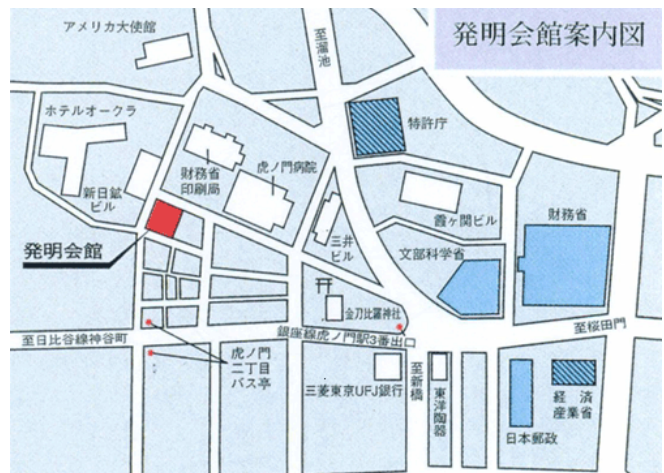 発明会館案内図
アメリカ大使館
至溜池
ホテルオークラ
特許庁
財務省
印刷局
虎ノ門病院
新日鉱
ビル
霞ヶ関ビル
財務省
三井
ビル
文部科学省
発明会館
金刀比羅神社
至日比谷線神谷町
銀座線虎ノ門駅3番出口
至桜田門
虎ノ門
二丁目
バス亭
至新橋
東洋陶器
三菱東京UFJ銀行
経済
産業省
日本郵政